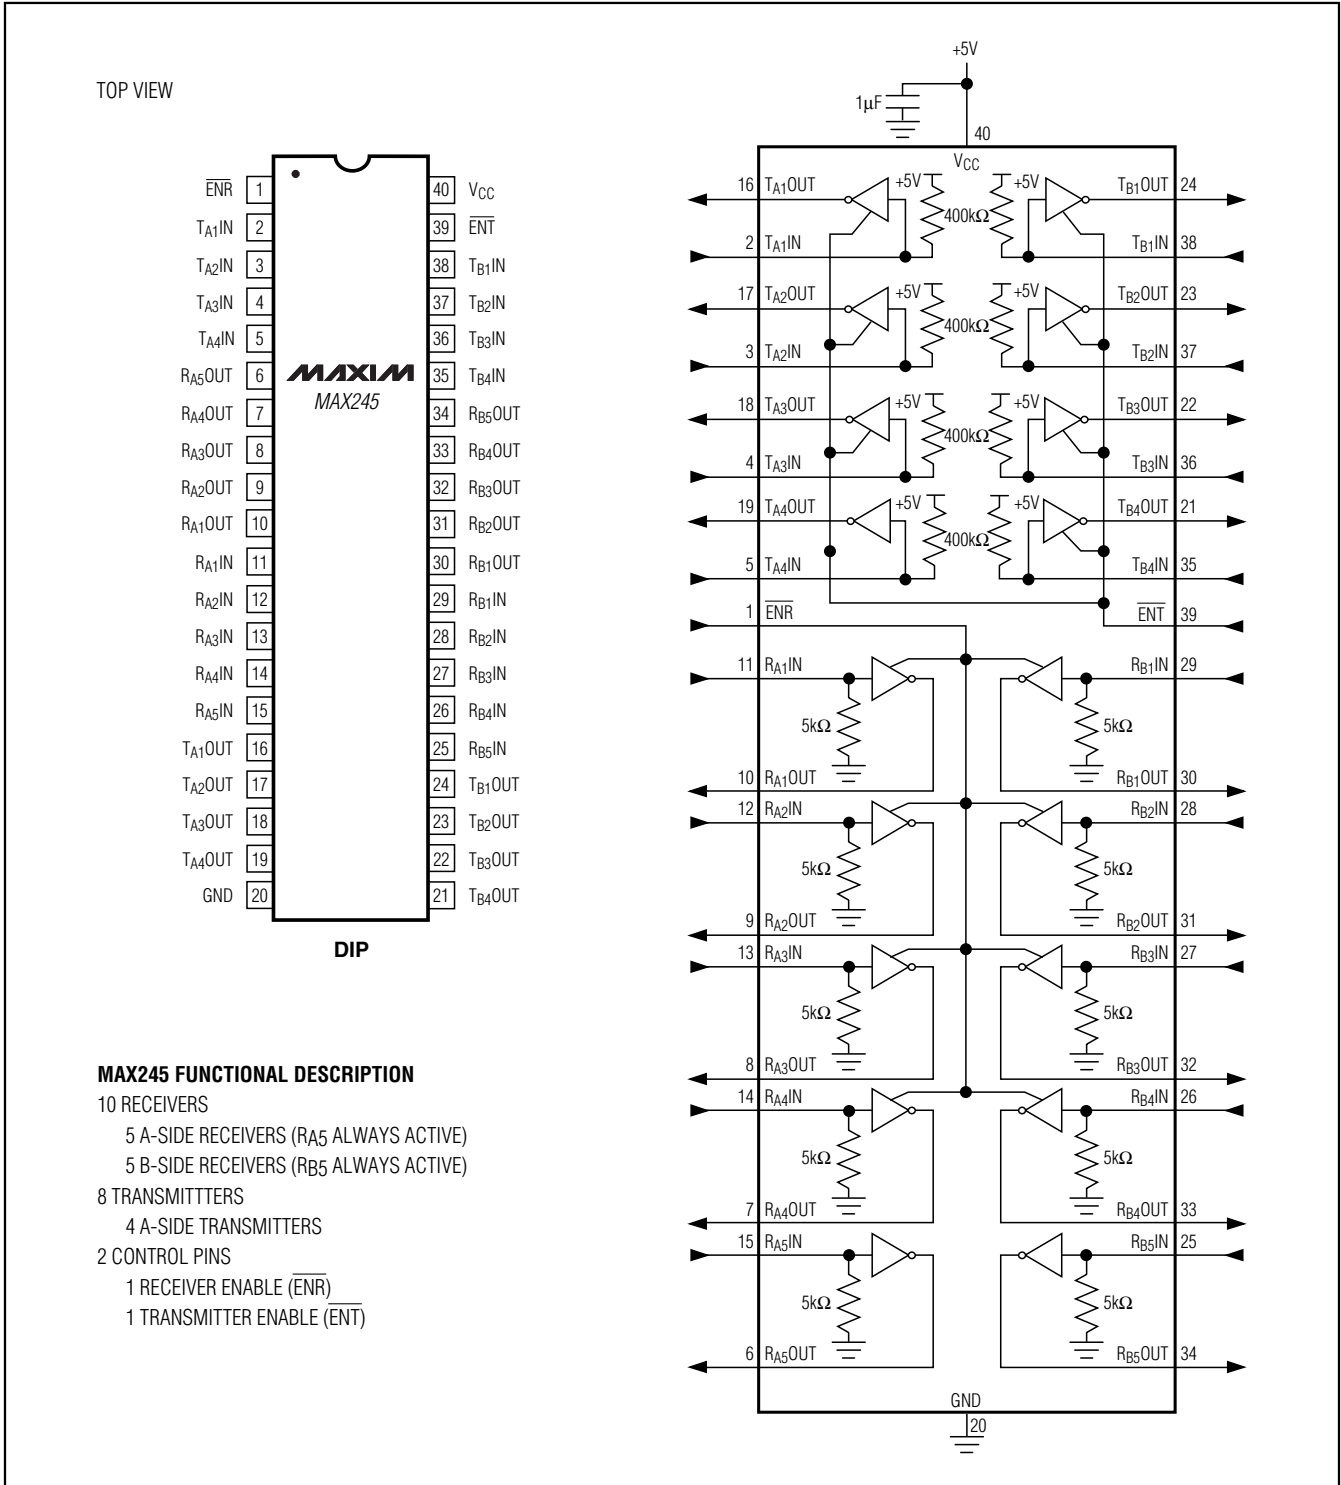 TOP VIEW
E̅N̅R̅ 1
TA1IN 2
TA2IN 3
TA3IN 4
TA4IN 5
RA5OUT 6
RA4OUT 7
RA3OUT 8
RA2OUT 9
RA1OUT 10
RA1IN 11
RA2IN 12
RA3IN 13
RA4IN 14
RA5IN 15
TA1OUT 16
TA2OUT 17
TA3OUT 18
TA4OUT 19
GND 20
MAXIM
MAX245
40 VCC
39 E̅N̅T̅
38 TB1IN
37 TB2IN
36 TB3IN
35 TB4IN
34 RB5OUT
33 RB4OUT
32 RB3OUT
31 RB2OUT
30 RB1OUT
29 RB1IN
28 RB2IN
27 RB3IN
26 RB4IN
25 RB5IN
24 TB1OUT
23 TB2OUT
22 TB3OUT
21 TB4OUT
DIP
MAX245 FUNCTIONAL DESCRIPTION
10 RECEIVERS
5 A-SIDE RECEIVERS (RA5 ALWAYS ACTIVE)
5 B-SIDE RECEIVERS (RB5 ALWAYS ACTIVE)
8 TRANSMITTTERS
4 A-SIDE TRANSMITTERS
2 CONTROL PINS
1 RECEIVER ENABLE (E̅N̅R̅)
1 TRANSMITTER ENABLE (E̅N̅T̅)
+5V
1µF
40
VCC
16 TA1OUT +5V +5V TB1OUT 24
400kΩ
2 TA1IN TB1IN 38
17 TA2OUT +5V +5V TB2OUT 23
400kΩ
3 TA2IN TB2IN 37
18 TA3OUT +5V +5V TB3OUT 22
400kΩ
4 TA3IN TB3IN 36
19 TA4OUT +5V +5V TB4OUT 21
400kΩ
5 TA4IN TB4IN 35
1 E̅N̅R̅ E̅N̅T̅ 39
11 RA1IN RB1IN 29
5kΩ 5kΩ
10 RA1OUT RB1OUT 30
12 RA2IN RB2IN 28
5kΩ 5kΩ
9 RA2OUT RB2OUT 31
13 RA3IN RB3IN 27
5kΩ 5kΩ
8 RA3OUT RB3OUT 32
14 RA4IN RB4IN 26
5kΩ 5kΩ
7 RA4OUT RB4OUT 33
15 RA5IN RB5IN 25
5kΩ 5kΩ
6 RA5OUT RB5OUT 34
GND
20